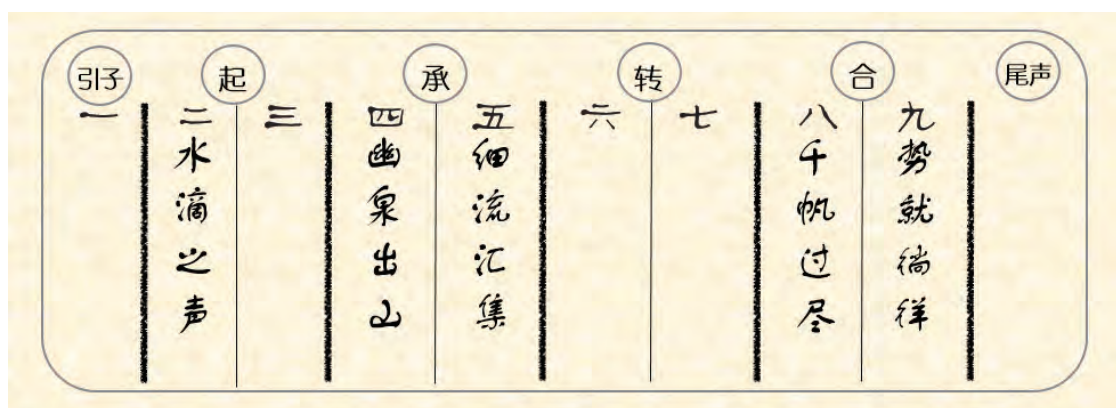 引子 起 承 转 合 尾声
一
二水滴之声
三
四幽泉出山
五细流汇集
六
七
八千帆过尽
九势就徜徉